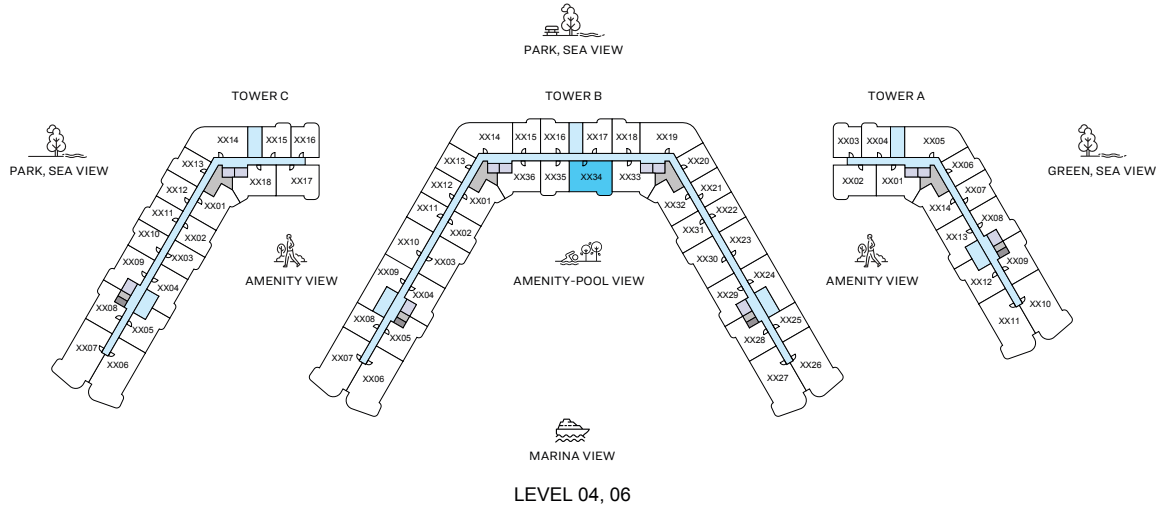 PARK, SEA VIEW
TOWER C
TOWER B
TOWER A
PARK, SEA VIEW
GREEN, SEA VIEW
XX14
XX15
XX16
XX13
XX12
XX11
XX10
XX09
XX08
XX07
XX18
XX17
XX01
XX02
XX03
XX04
XX05
XX06
AMENITY VIEW
XX14
XX15
XX16
XX17
XX18
XX19
XX13
XX12
XX11
XX10
XX09
XX08
XX07
XX36
XX35
XX34
XX33
XX01
XX02
XX03
XX04
XX05
XX06
XX20
XX21
XX22
XX23
XX24
XX25
XX26
XX32
XX31
XX30
XX29
XX28
XX27
AMENITY-POOL VIEW
AMENITY VIEW
XX03
XX04
XX05
XX02
XX01
XX06
XX07
XX08
XX09
XX10
XX14
XX13
XX12
XX11
MARINA VIEW
LEVEL 04, 06